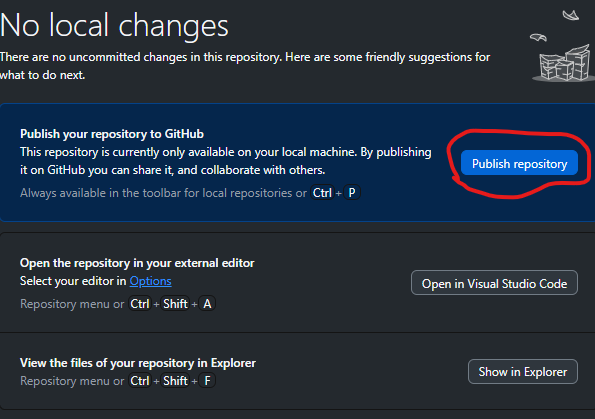 No local changes
There are no uncommitted changes in this repository. Here are some friendly suggestions for
what to do next.
Publish your repository to GitHub
This repository is currently only available on your local machine. By publishing
it on GitHub you can share it, and collaborate with others.
Always available in the toolbar for local repositories or Ctrl + P
Publish repository
Open the repository in your external editor
Select your editor in Options
Repository menu or Ctrl + Shift + A
Open in Visual Studio Code
View the files of your repository in Explorer
Repository menu or Ctrl + Shift + F
Show in Explorer